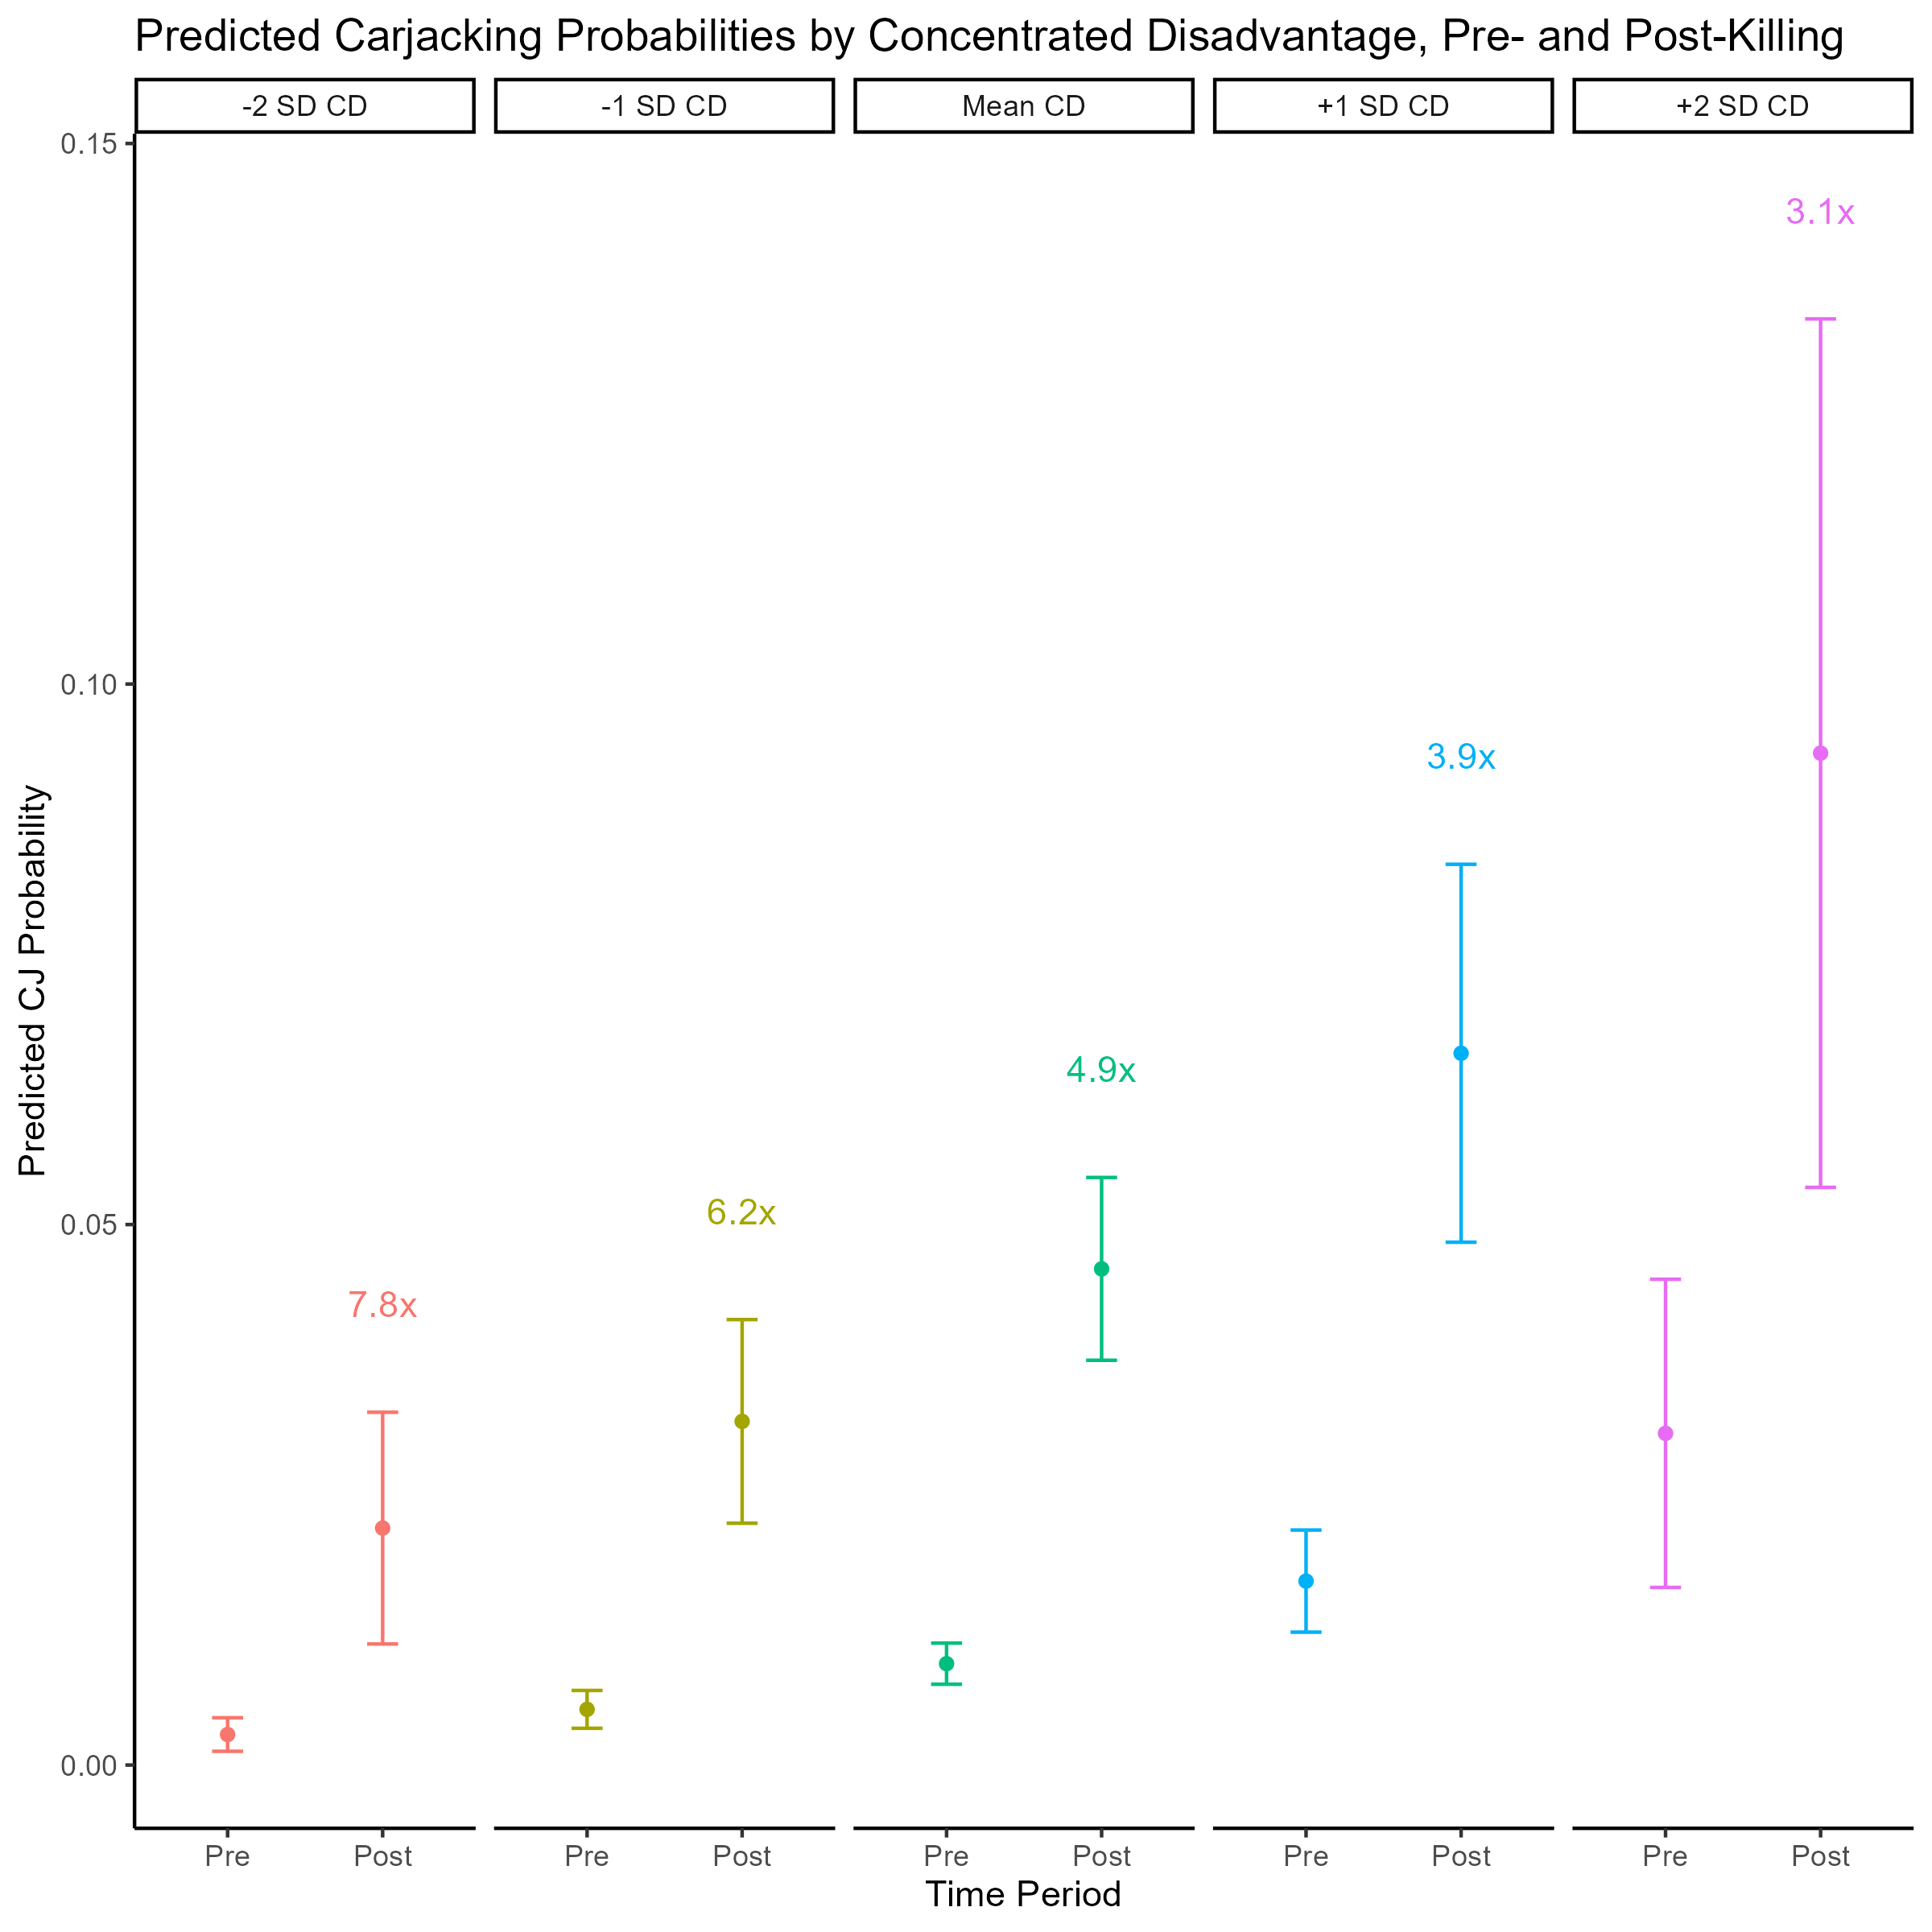 Predicted Carjacking Probabilities by Concentrated Disadvantage, Pre- and Post-Killing
-2 SD CD
-1 SD CD
Mean CD
+1 SD CD
+2 SD CD
0.15
0.10
0.05
0.00
Predicted CJ Probability
7.8x
6.2x
4.9x
3.9x
3.1x
Pre
Post
Pre
Post
Pre
Post
Pre
Post
Pre
Post
Time Period